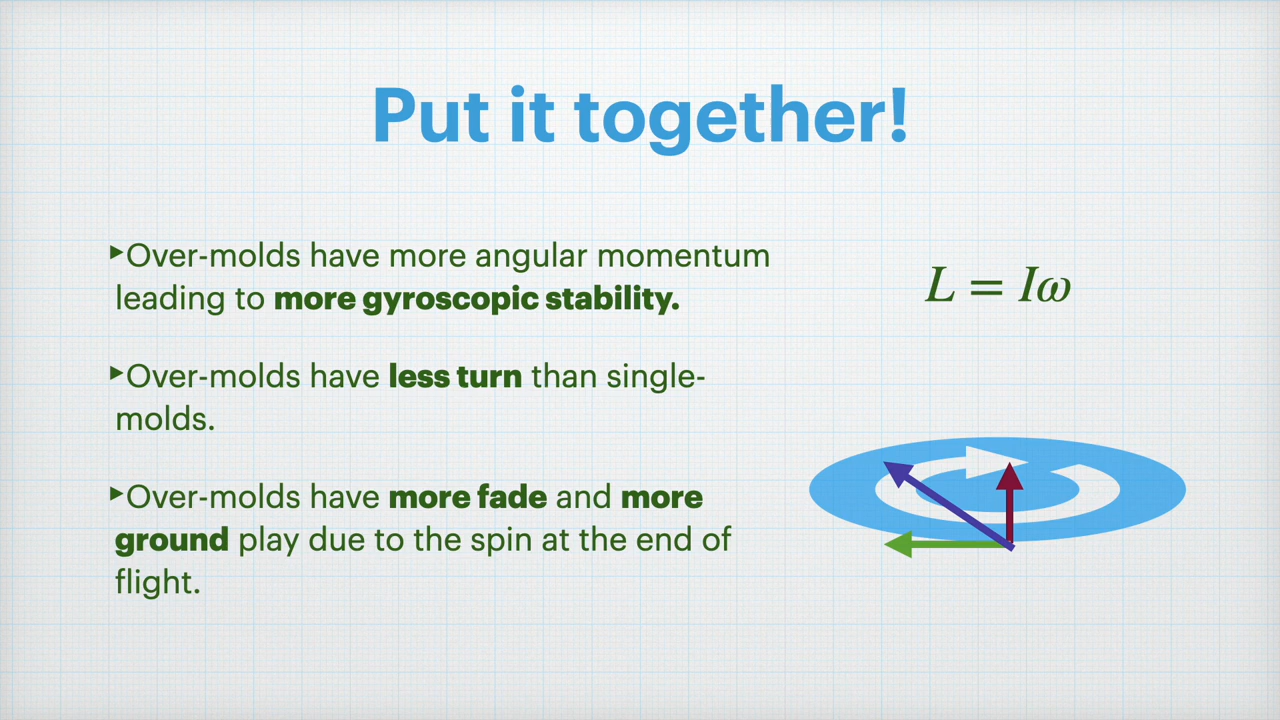 Put it together!
‣Over-molds have more angular momentum
leading to more gyroscopic stability.
‣Over-molds have less turn than single-
molds.
‣Over-molds have more fade and more
ground play due to the spin at the end of
flight.
L = Iω